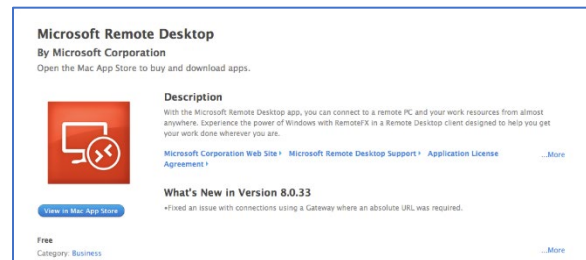 Microsoft Remote Desktop
By Microsoft Corporation
Open the Mac App Store to buy and download apps.
Description
With the Microsoft Remote Desktop app, you can connect to a remote PC and your work resources from almost
anywhere. Experience the power of Windows with RemoteFX in a Remote Desktop client designed to help you get
your work done wherever you are.
Microsoft Corporation Web Site Microsoft Remote Desktop Support Application License
Agreement
...More
What's New in Version 8.0.33
•Fixed an issue with connections using a Gateway where an absolute URL was required.
View in Mac App Store
Free
Category: Business
...More